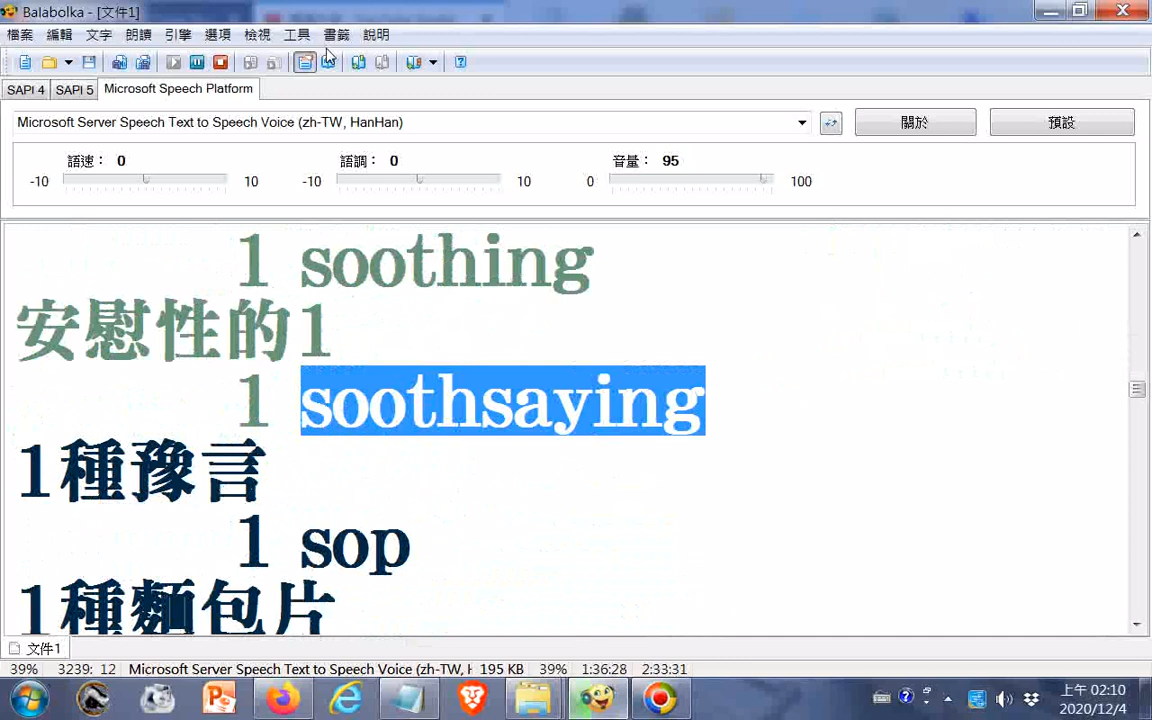 Balabolka - [文件1]
檔案 編輯 文字 朗讀 引擎 選項 檢視 工具 書籤 說明
SAPI 4 SAPI 5 Microsoft Speech Platform
Microsoft Server Speech Text to Speech Voice (zh-TW, HanHan) 關於 預設
語速： 0 語調： 0 音量： 95
-10 10 -10 10 0 100
1 soothing
安慰性的1
1 soothsaying
1種豫言
1 sop
1種麵包片
文件1
39% 3239: 12 Microsoft Server Speech Text to Speech Voice (zh-TW, H 195 KB 39% 1:36:28 2:33:31
上午 02:10
2020/12/4